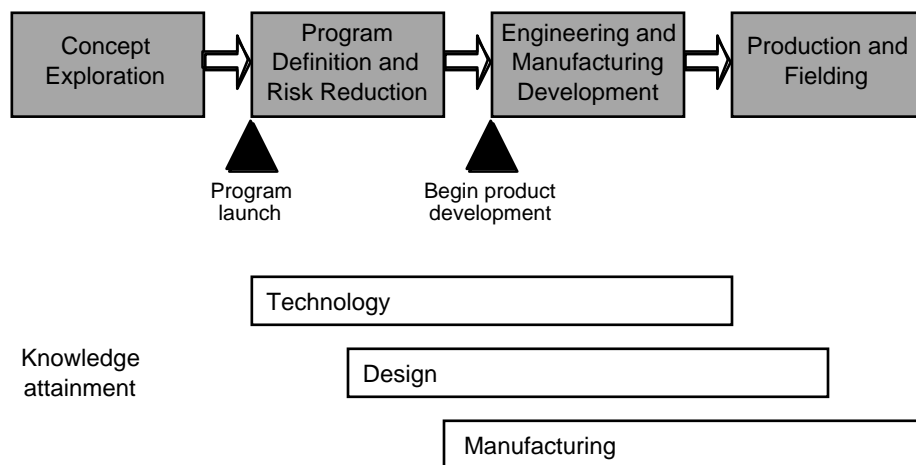 Concept
Exploration
Program
Definition and
Risk Reduction
Engineering and
Manufacturing
Development
Production and
Fielding
Program
launch
Begin product
development
Knowledge
attainment
Technology
Design
Manufacturing